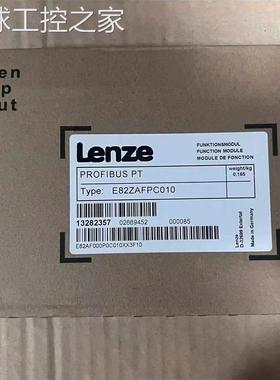 球工控之家
en
p
ut
Lenze
FUNKTIONSMODUL
FUNCTION MODULE
MODULE DE FONCTION
PROFIBUS PT
weight/kg
0.165
Type: E82ZAFPC010
13282357 02669452 000085
E82AF000P0C010XX3F10
Lenze
D-32699 Extertal
Made in Germany